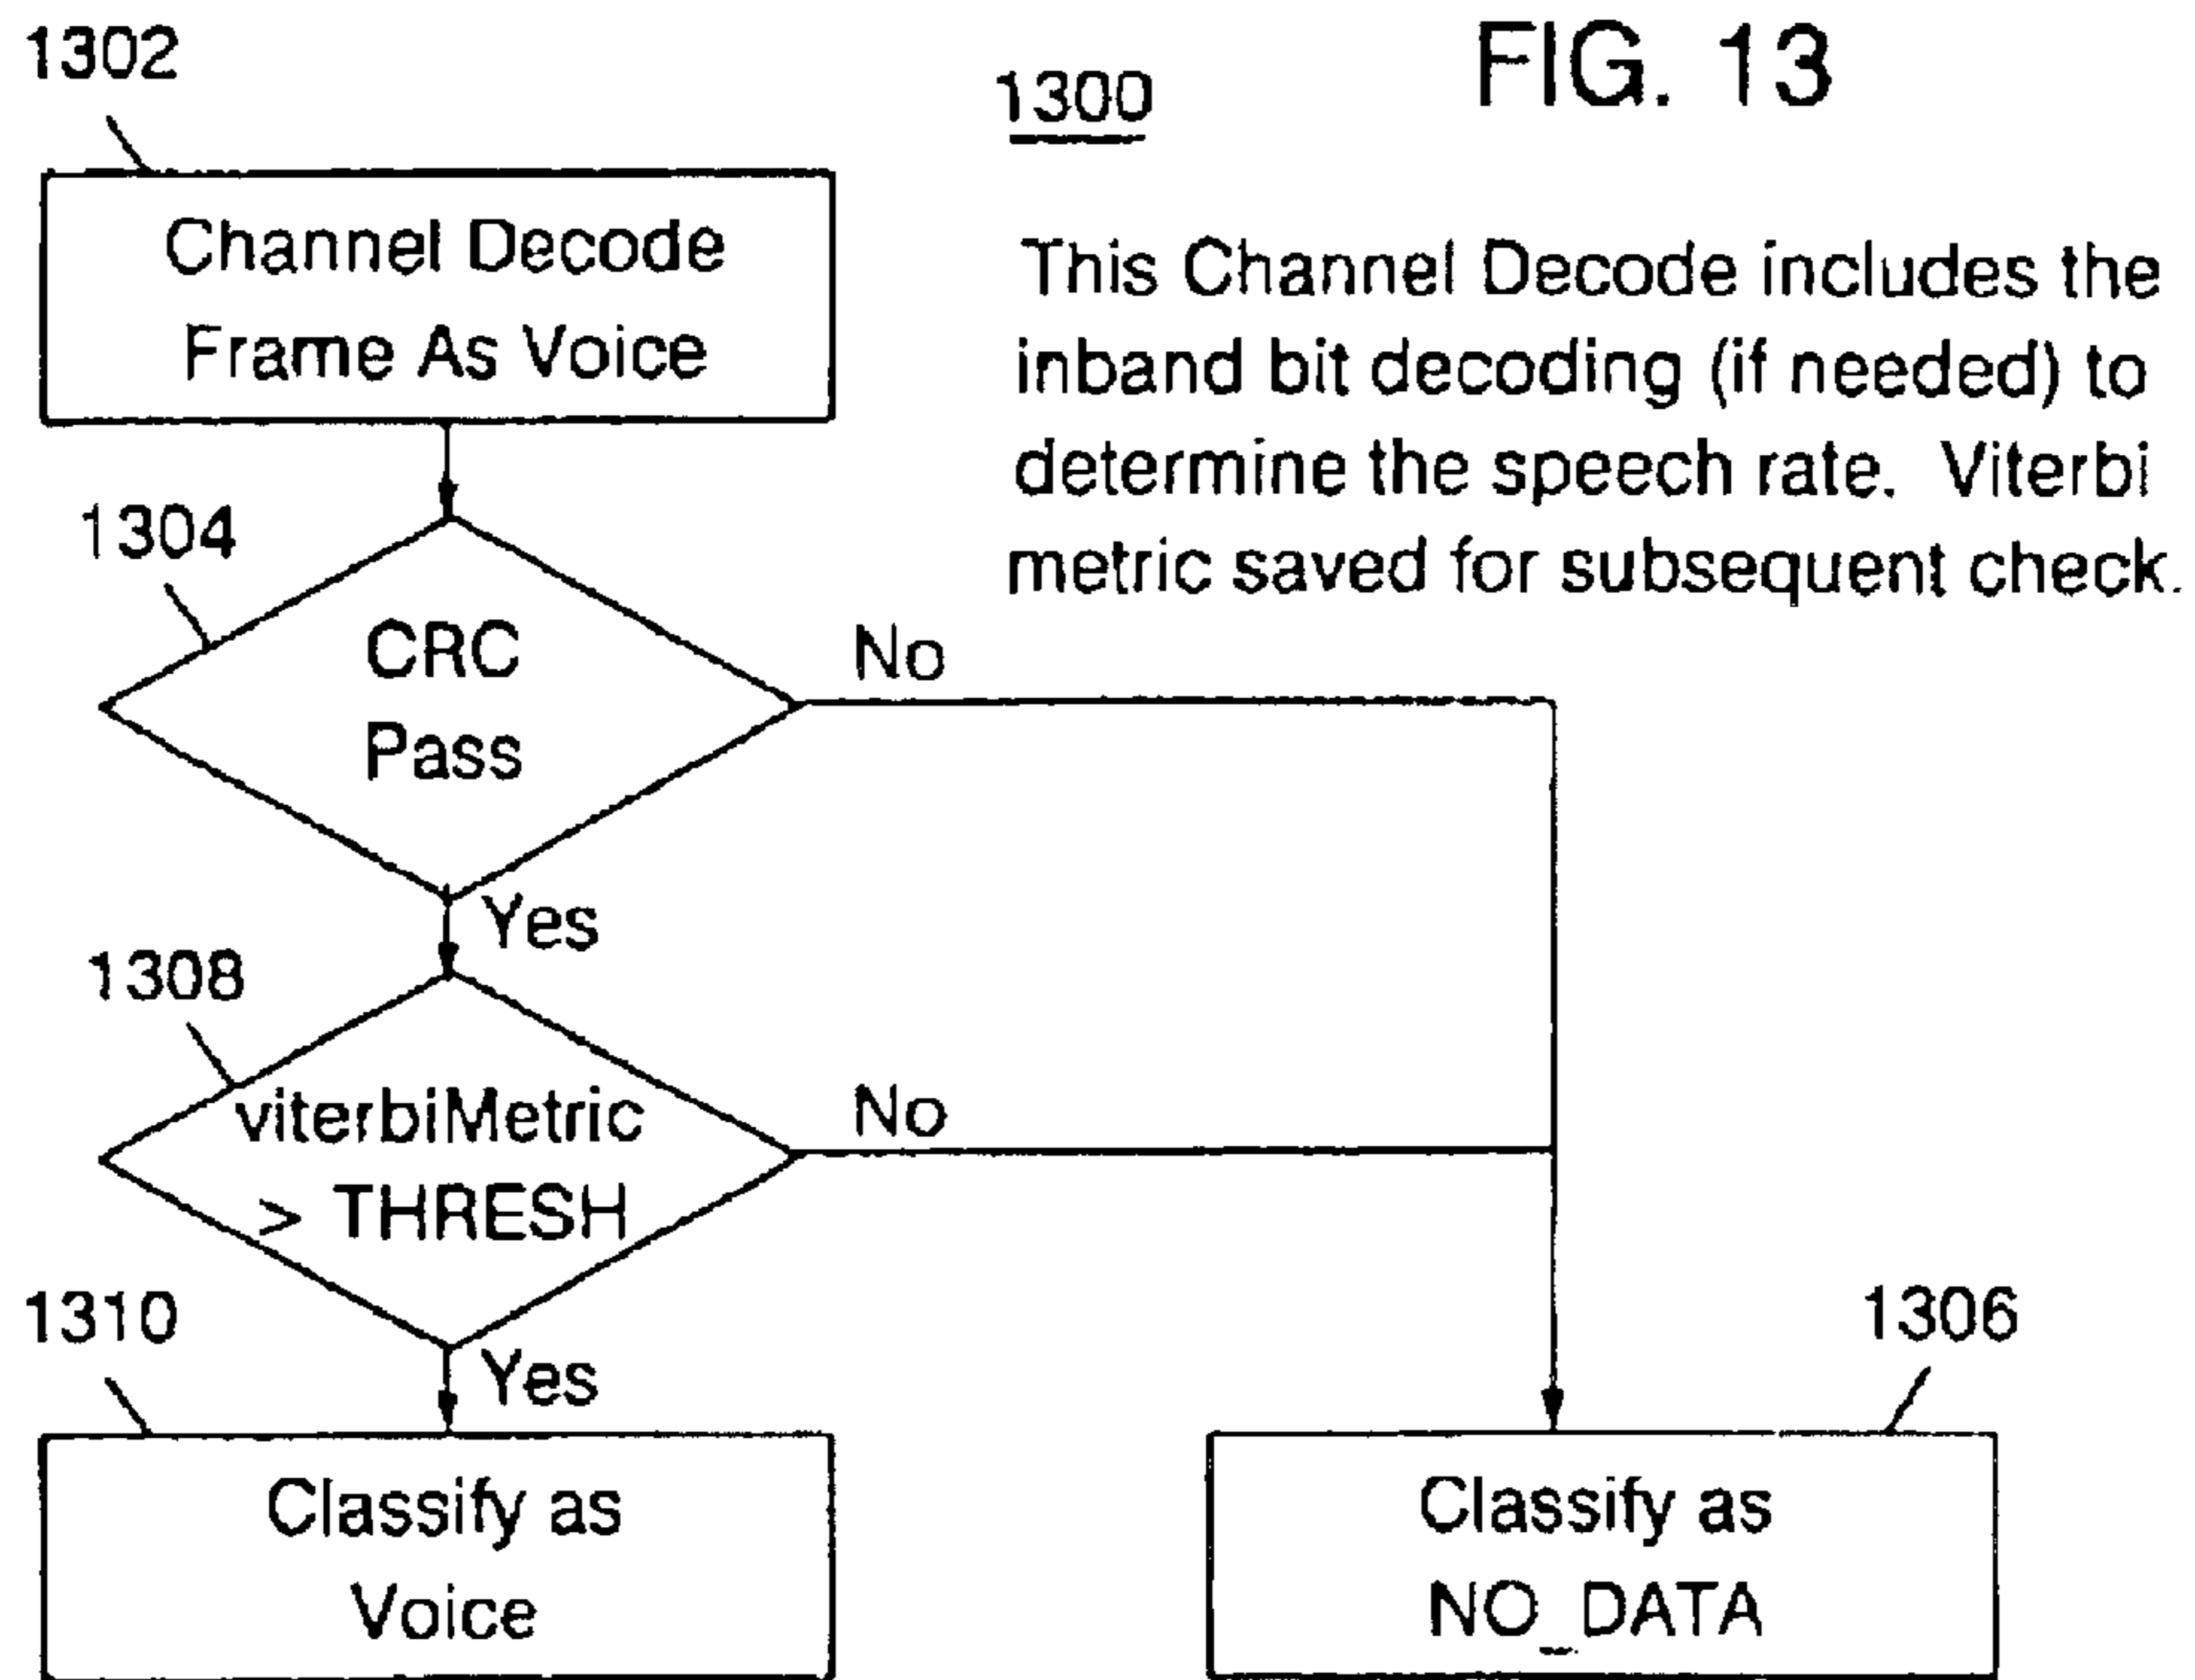 1302
1300
FIG. 13
Channel Decode
Frame As Voice
This Channel Decode includes the
inband bit decoding (if needed) to
determine the speech rate. Viterbi
metric saved for subsequent check.
1304
CRC
Pass
No
Yes
1308
viterbiMetric
> THRESH
No
Yes
1310
Classify as
Voice
1306
Classify as
NO_DATA